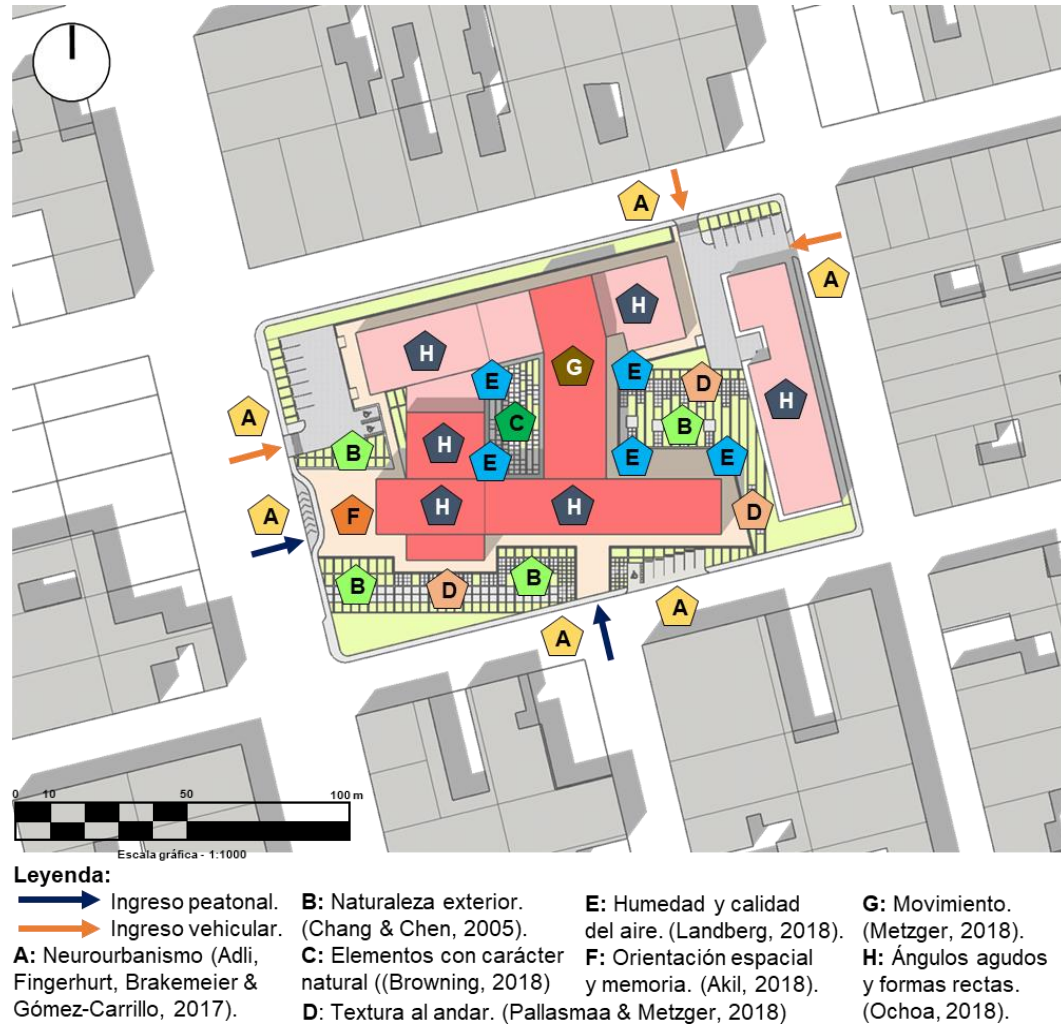 A
A
H
H
G
E
E
D
H
A
C
B
B
H
E
E
E
A
F
H
H
D
B
D
B
A
A
0 10 50 100 m
Escala gráfica - 1:1000
Leyenda:
Ingreso peatonal.
Ingreso vehicular.
A: Neurourbanismo (Adli,
Fingerhurt, Brakemeier &
Gómez-Carrillo, 2017).
B: Naturaleza exterior.
(Chang & Chen, 2005).
C: Elementos con carácter
natural ((Browning, 2018)
D: Textura al andar. (Pallasmaa & Metzger, 2018)
E: Humedad y calidad
del aire. (Landberg, 2018).
F: Orientación espacial
y memoria. (Akil, 2018).
G: Movimiento.
(Metzger, 2018).
H: Ángulos agudos
y formas rectas.
(Ochoa, 2018).